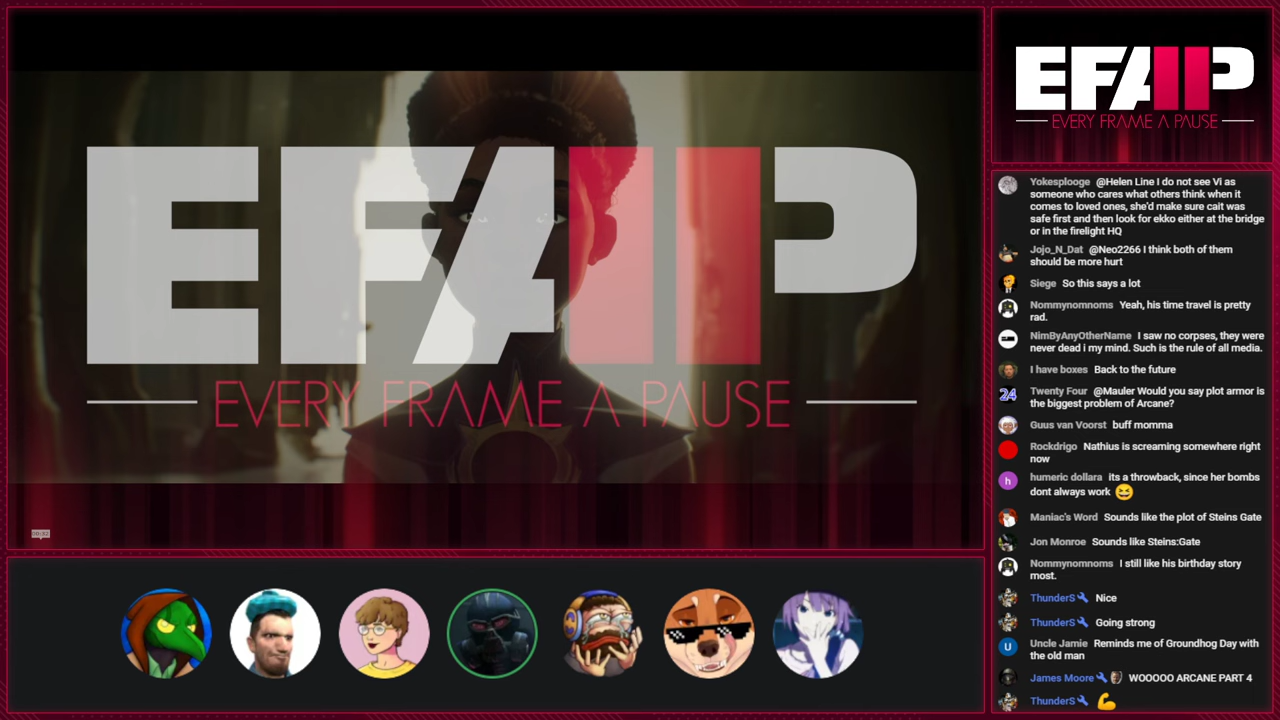 EFAP
EVERY FRAME A PAUSE
EFAP
EVERY FRAME A PAUSE
Yokesplooge @Helen Line I do not see Vi as
someone who cares what others think when it
comes to loved ones, she'd make sure cait was
safe first and then look for ekko either at the bridge
or in the firelight HQ
Jojo_N_Dat @Neo2266 I think both of them
should be more hurt
Siege So this says a lot
Nommynomnoms Yeah, his time travel is pretty
rad.
NimByAnyOtherName I saw no corpses, they were
never dead i my mind. Such is the rule of all media.
I have boxes Back to the future
24
Twenty Four @Mauler Would you say plot armor is
the biggest problem of Arcane?
Guus van Voorst buff momma
Rockdrigo Nathius is screaming somewhere right
now
h
humeric dollara its a throwback, since her bombs
dont always work 😆
Maniac's Word Sounds like the plot of Steins Gate
Jon Monroe Sounds like Steins:Gate
Nommynomnoms I still like his birthday story
most.
ThunderS Nice
ThunderS Going strong
U
Uncle Jamie Reminds me of Groundhog Day with
the old man
James Moore WOOOOO ARCANE PART 4
ThunderS 💪